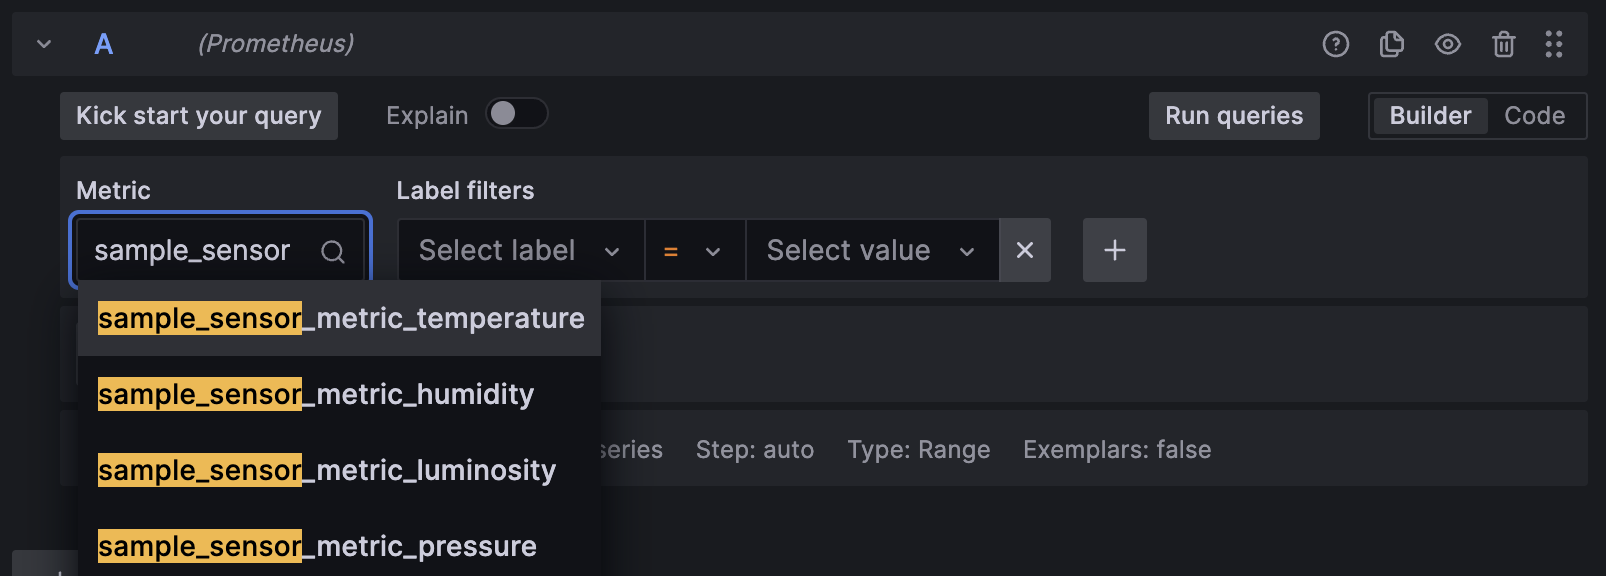 A (Prometheus)
Kick start your query Explain Run queries Builder Code
Metric Label filters
sample_sensor Select label = Select value
sample_sensor_metric_temperature
sample_sensor_metric_humidity
series Step: auto Type: Range Exemplars: false
sample_sensor_metric_luminosity
sample_sensor_metric_pressure